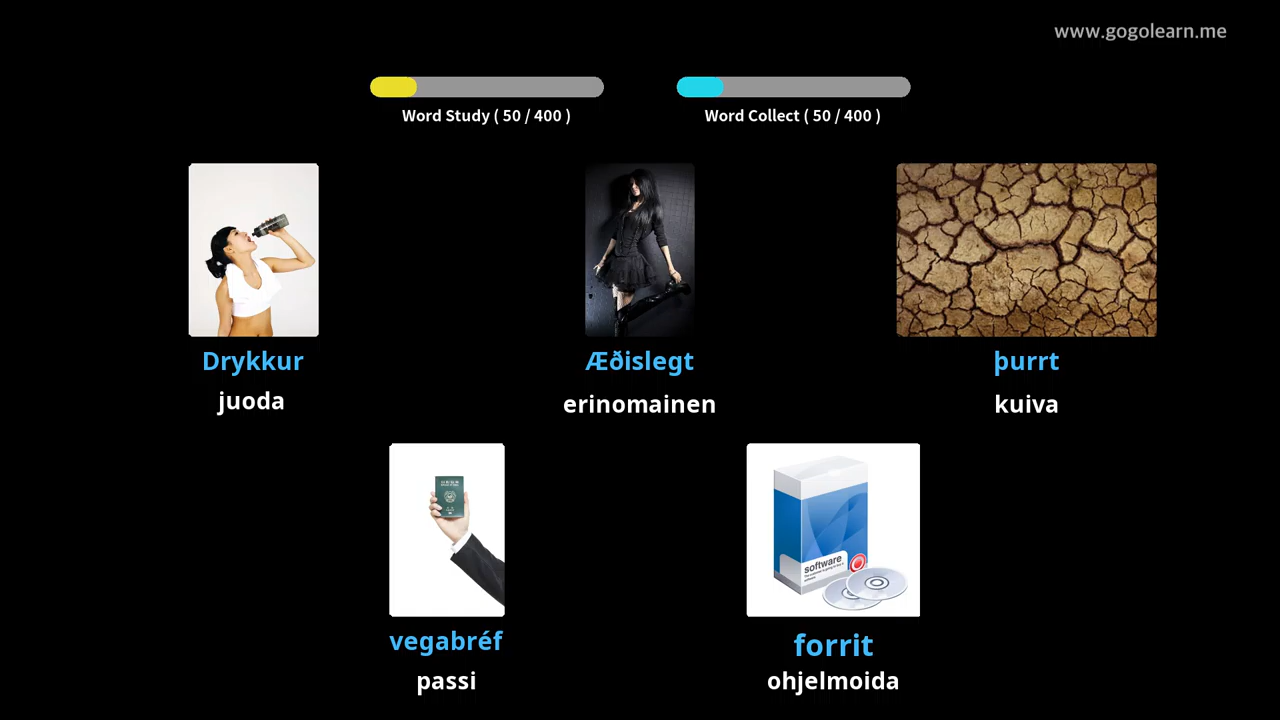 www.gogolearn.me
Word Study ( 50 / 400 )
Word Collect ( 50 / 400 )
Drykkur
juoda
Æðislegt
erinomainen
þurrt
kuiva
software
vegabréf
passi
forrit
ohjelmoida